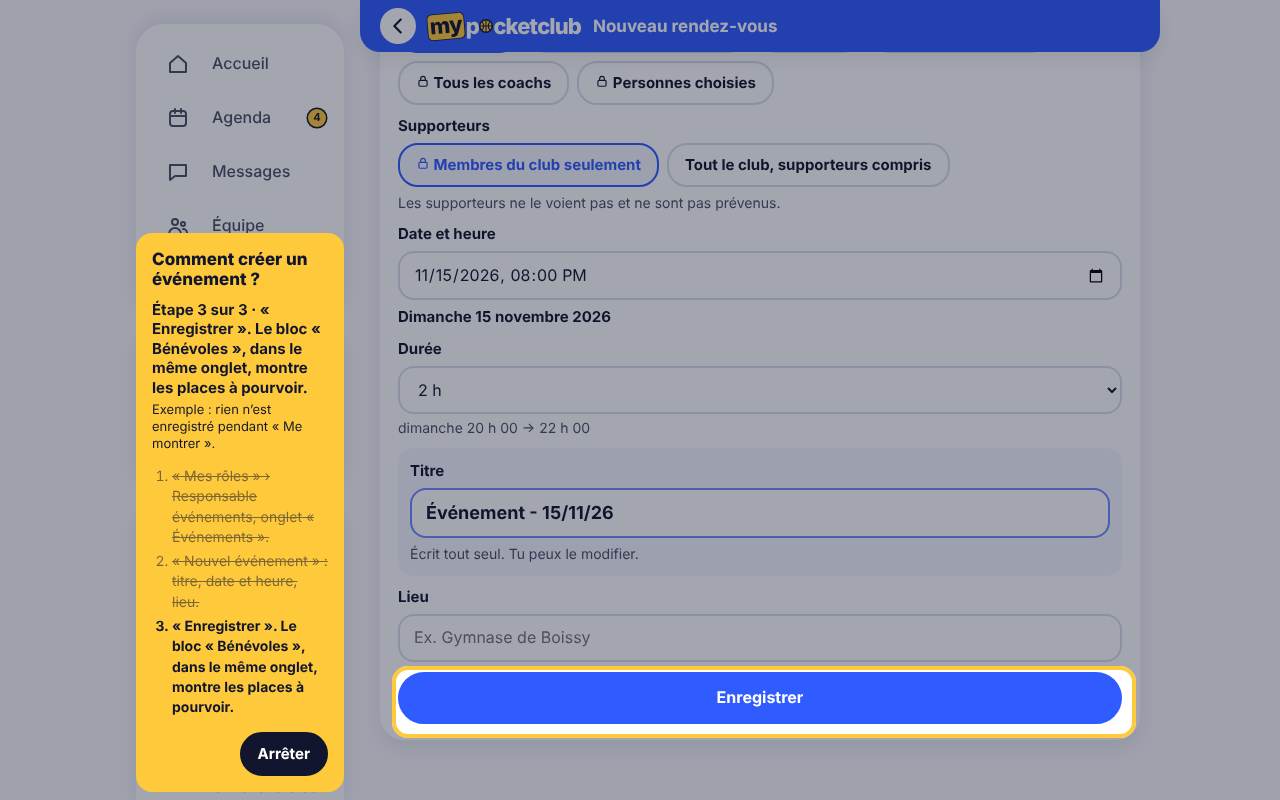 mypocketclub
Nouveau rendez-vous
Accueil
Agenda
4
Messages
Équipe
Comment créer un
événement ?
Étape 3 sur 3 · «
Enregistrer ». Le bloc «
Bénévoles », dans le
même onglet, montre
les places à pourvoir.
Exemple : rien n’est
enregistré pendant « Me
montrer ».
1. « Mes rôles » ›
Responsable
événements, onglet «
Événements ».
2. « Nouvel événement » :
titre, date et heure,
lieu.
3. « Enregistrer ». Le
bloc « Bénévoles »,
dans le même onglet,
montre les places à
pourvoir.
Arrêter
Tous les coachs
Personnes choisies
Supporteurs
Membres du club seulement
Tout le club, supporteurs compris
Les supporteurs ne le voient pas et ne sont pas prévenus.
Date et heure
11/15/2026, 08:00 PM
Dimanche 15 novembre 2026
Durée
2 h
dimanche 20 h 00 → 22 h 00
Titre
Événement - 15/11/26
Écrit tout seul. Tu peux le modifier.
Lieu
Ex. Gymnase de Boissy
Enregistrer